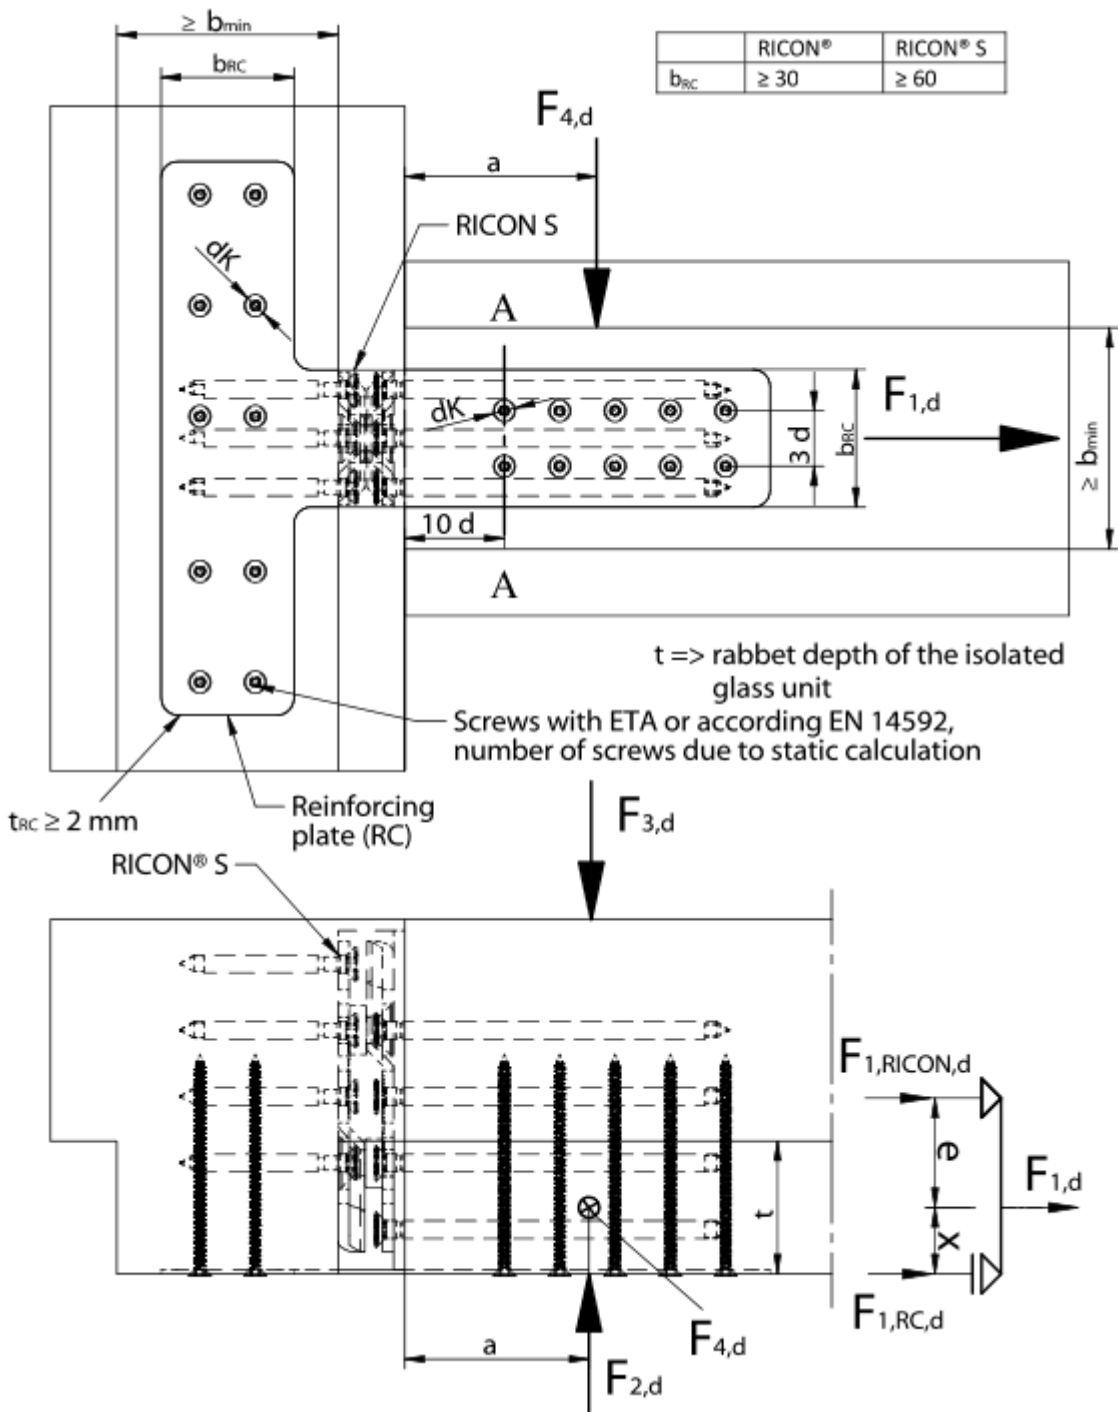 ≥ bmin
bRC
RICON® RICON® S
bRC ≥ 30 ≥ 60
F4,d
a
RICON S
dK
A
dK
F1,d
3 d
bRC
≥ bmin
10 d
A
t => rabbet depth of the isolated
glass unit
Screws with ETA or according EN 14592,
number of screws due to static calculation
tRC ≥ 2 mm
Reinforcing
plate (RC)
F3,d
RICON® S
F1,RICON,d
e
F1,d
t
x
F1,RC,d
F4,d
a
F2,d